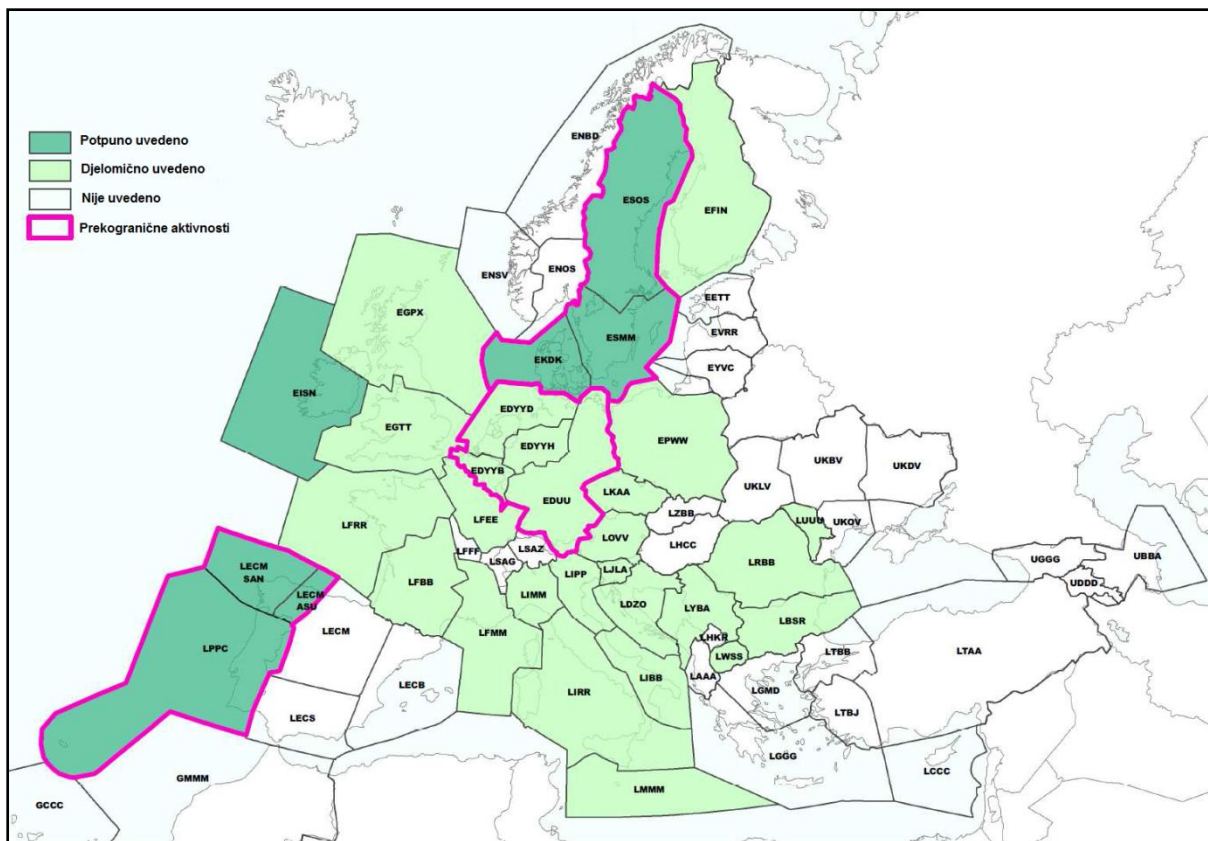 Potpuno uvedeno
Djelomično uvedeno
Nije uvedeno
Prekogranične aktivnosti
ENBD
ESOS
EFIN
ENSV
ENOS
EETT
EGPX
EVRR
ESMM
EKDK
EYVC
EISN
EDYYD
EGTT
EPWW
EDYYH
UKBV
UKDV
EDYYB
UKLV
EDUU
LKAA
LFEE
LZBB
LUUU
UKOV
LFRR
LOVV
LHCC
LFFF
LSAZ
LSAG
UGGG
UBBA
LECM
SAN
LFBB
LIPP
LJLA
LRBB
UDDD
LECM
ASU
LIMM
LDZO
LYBA
LBSR
LECM
LFMM
LHKR
LPPC
LWSS
LTBB
LTAA
LAAA
LIBB
LECB
LIRR
LGMD
LTBJ
LECS
LGGG
GMMM
LCCC
GCCC
LMMM